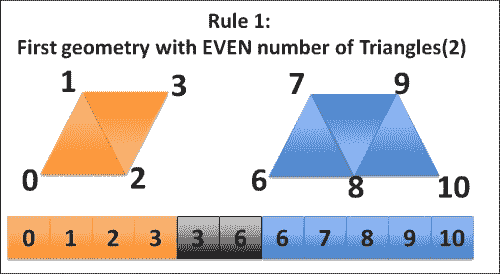 Rule 1:
First geometry with EVEN number of Triangles(2)
1 3
0 2
7 9
6 8 10
0 1 2 3 3 6 6 7 8 9 10